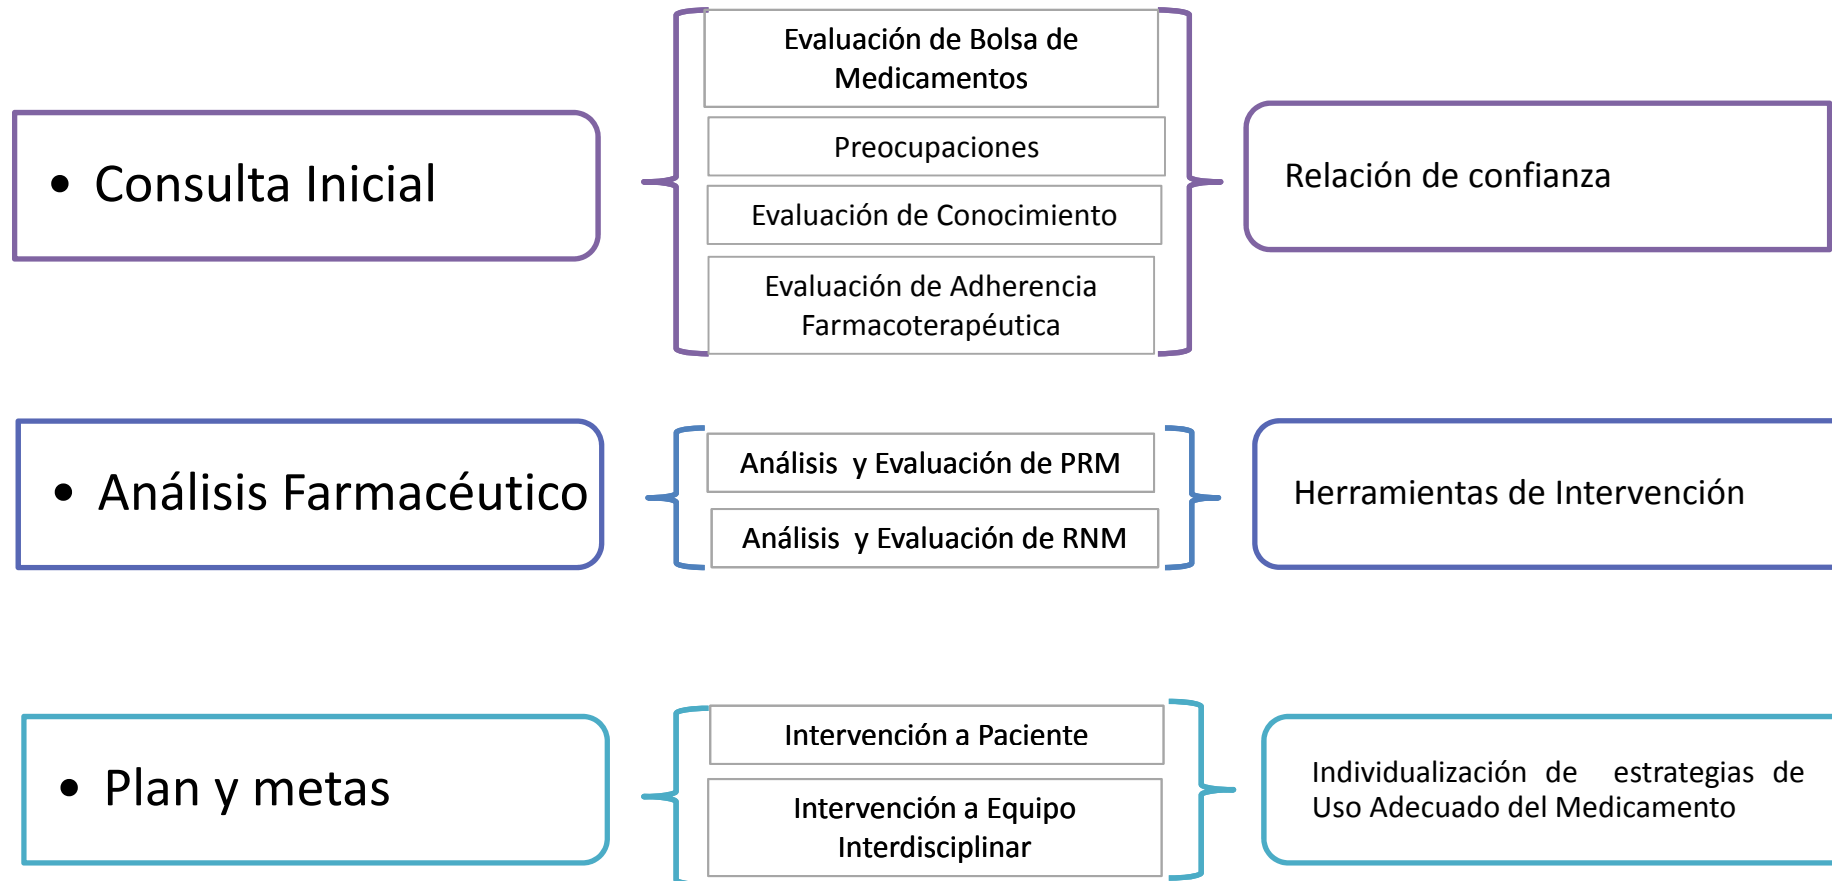 • Consulta Inicial
Evaluación de Bolsa de
Medicamentos
Preocupaciones
Evaluación de Conocimiento
Evaluación de Adherencia
Farmacoterapéutica
Relación de confianza
• Análisis Farmacéutico
Análisis y Evaluación de PRM
Análisis y Evaluación de RNM
Herramientas de Intervención
• Plan y metas
Intervención a Paciente
Intervención a Equipo
Interdisciplinar
Individualización de estrategias de
Uso Adecuado del Medicamento